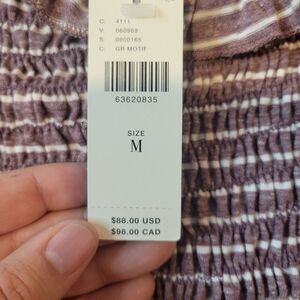 C: 4111
V: 060969
S: 0000165
C: GR MOTIF
63620835
SIZE
M
$88.00 USD
$98.00 CAD